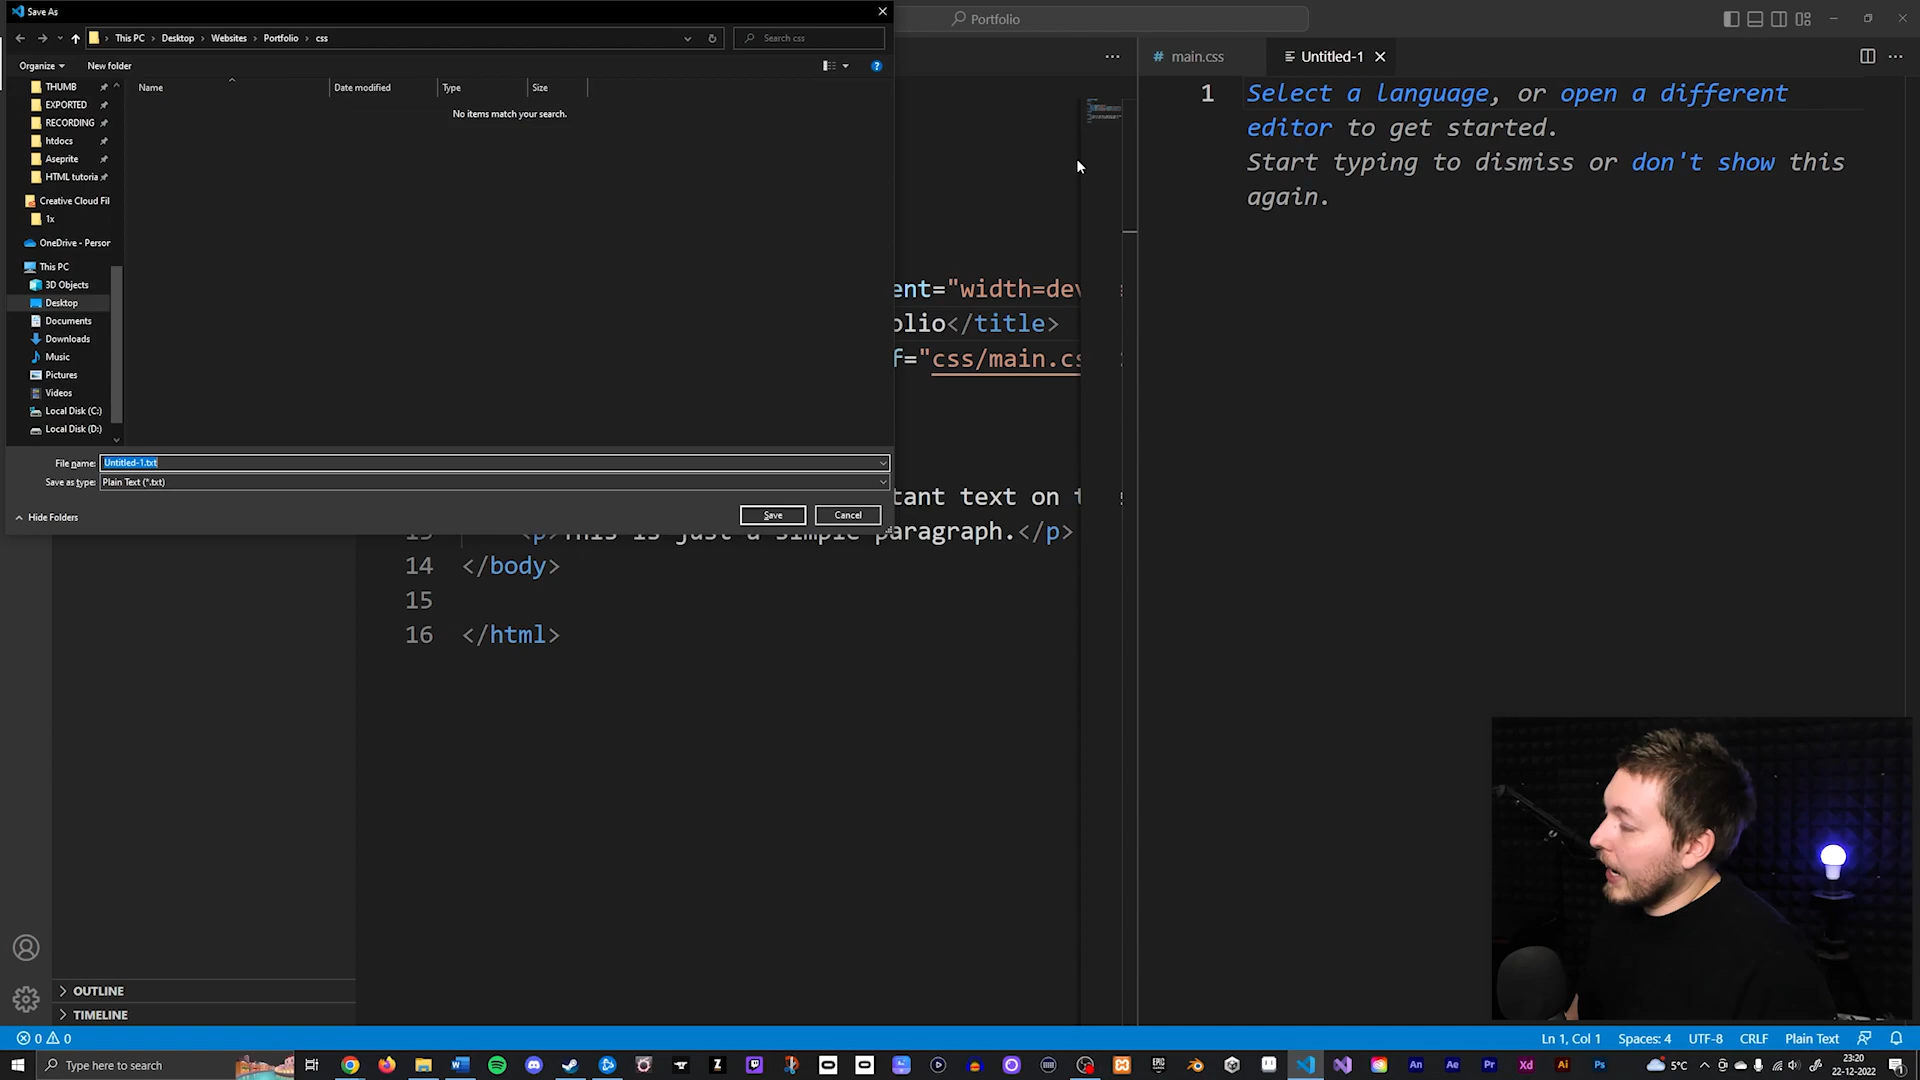 Save As
This PC
Desktop
Websites
Portfolio
css
Search css
Organize
New folder
THUMB
EXPORTED
RECORDING
htdocs
Aseprite
HTML tutoria
Creative Cloud Fil
1x
OneDrive - Person
This PC
3D Objects
Desktop
Documents
Downloads
Music
Pictures
Videos
Local Disk (C:)
Local Disk (D:)
Name
Date modified
Type
Size
No items match your search.
File name:
Untitled-1.txt
Save as type:
Plain Text (*.txt)
Hide Folders
Save
Cancel
Portfolio
main.css
Untitled-1
1
Select a language, or open a different
editor to get started.
Start typing to dismiss or don't show this
again.
ent="width=dev
olio</title>
f="css/main.cs
tant text on t
<p>This is just a simple paragraph.</p>
14 </body>
15
16 </html>
OUTLINE
TIMELINE
0 0
Ln 1, Col 1
Spaces: 4
UTF-8
CRLF
Plain Text
Type here to search
5°C
23:20
22-12-2022